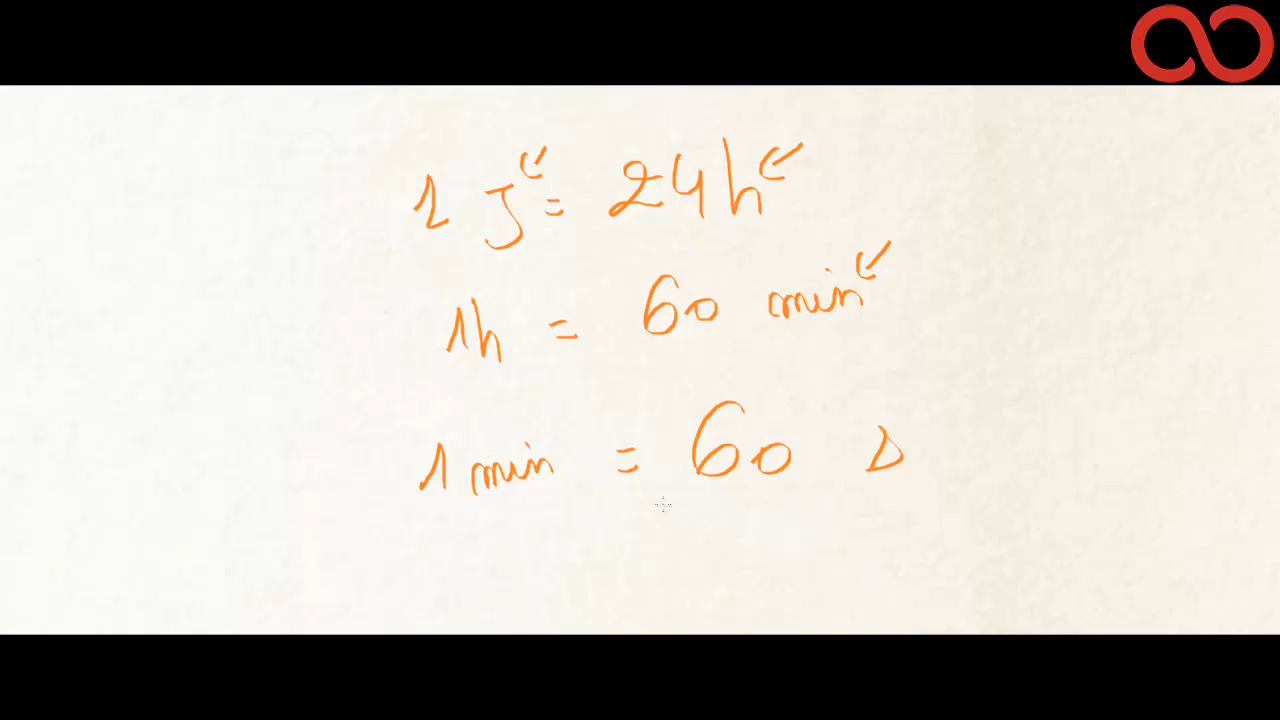 1 J = 24h
1h = 60 min
1 min = 60 s